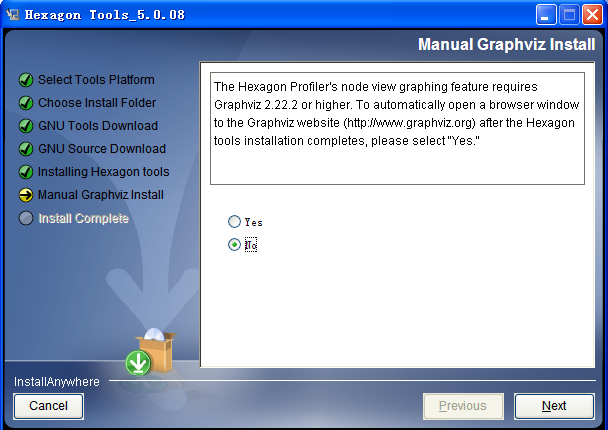 Hexagon Tools_5.0.08
Manual Graphviz Install
Select Tools Platform
Choose Install Folder
GNU Tools Download
GNU Source Download
Installing Hexagon tools
Manual Graphviz Install
Install Complete
The Hexagon Profiler's node view graphing feature requires
Graphviz 2.22.2 or higher. To automatically open a browser window
to the Graphviz website (http://www.graphviz.org) after the Hexagon
tools installation completes, please select "Yes."
Yes
No
InstallAnywhere
Cancel
Previous
Next